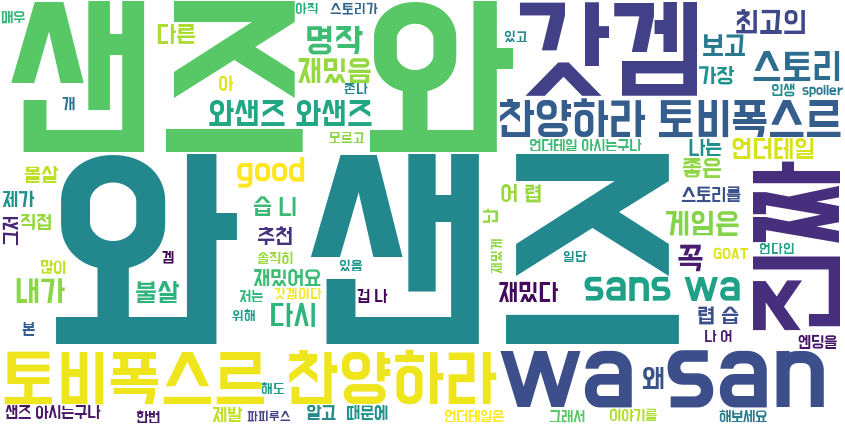 매우
샌즈 와
다른
아직
스토리가
명작
재밌음
있고
갓겜
최고의
보고
스토리
가장
인생
spoiler
개
아
존나
와샌즈 와샌즈
모르고
찬양하라 토비폭스르
언더테일 아시는구나
나는
언더테일
몰살
good
와 샌즈
어 렵
좋은
진짜
제가
습 니
난
스토리를
그저
직접
추천
게임은
겜
솔직히
재밌게
꼭
GOAT
언다인
많이
재밌어요
있음
일단
내가
불살
저는
갓겜이다
겁 나
재밌다
sans wa
본
위해
다시
렵 습
나 어
엔딩을
토비폭스르 찬양하라
해도
wa san
왜
샌즈 아시는구나
한번
제발
파피루스
알고
때문에
언더테일은
그래서
이야기를
해보세요